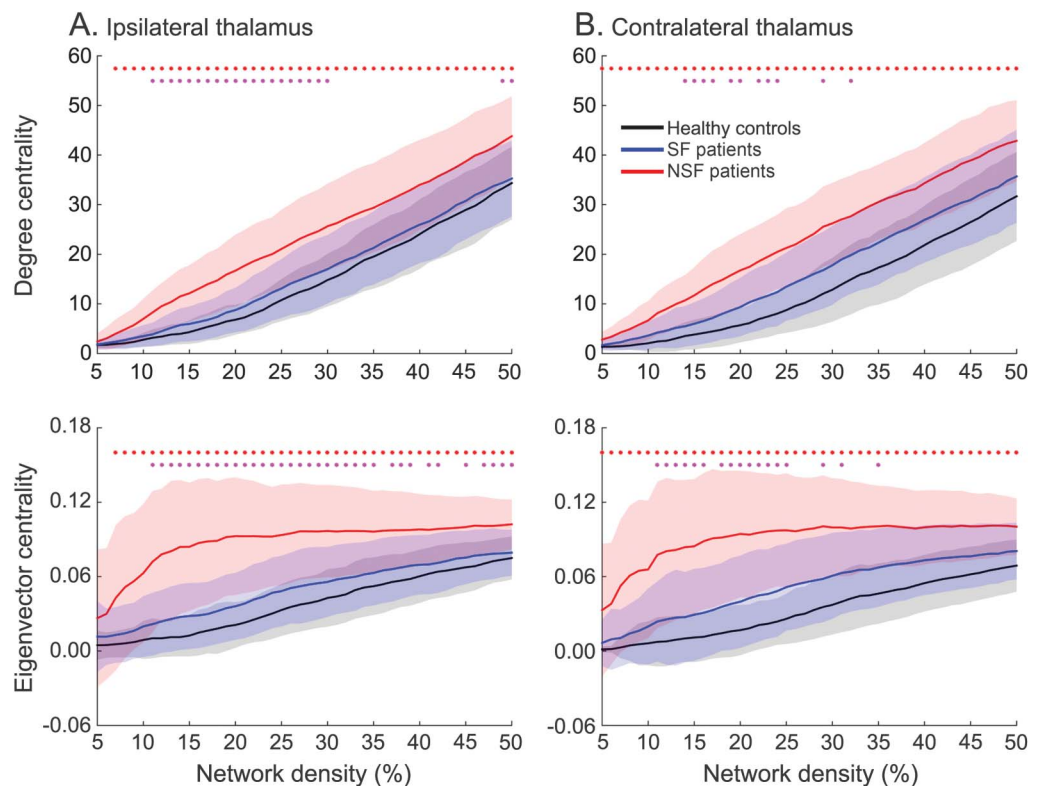 A. Ipsilateral thalamus
B. Contralateral thalamus
Degree centrality
60
50
40
30
20
10
0
5 10 15 20 25 30 35 40 45 50
60
50
40
30
20
10
0
Healthy controls
SF patients
NSF patients
5 10 15 20 25 30 35 40 45 50
Eigenvector centrality
0.18
0.12
0.06
0.00
-0.06
5 10 15 20 25 30 35 40 45 50
Network density (%)
0.18
0.12
0.06
0.00
-0.06
5 10 15 20 25 30 35 40 45 50
Network density (%)